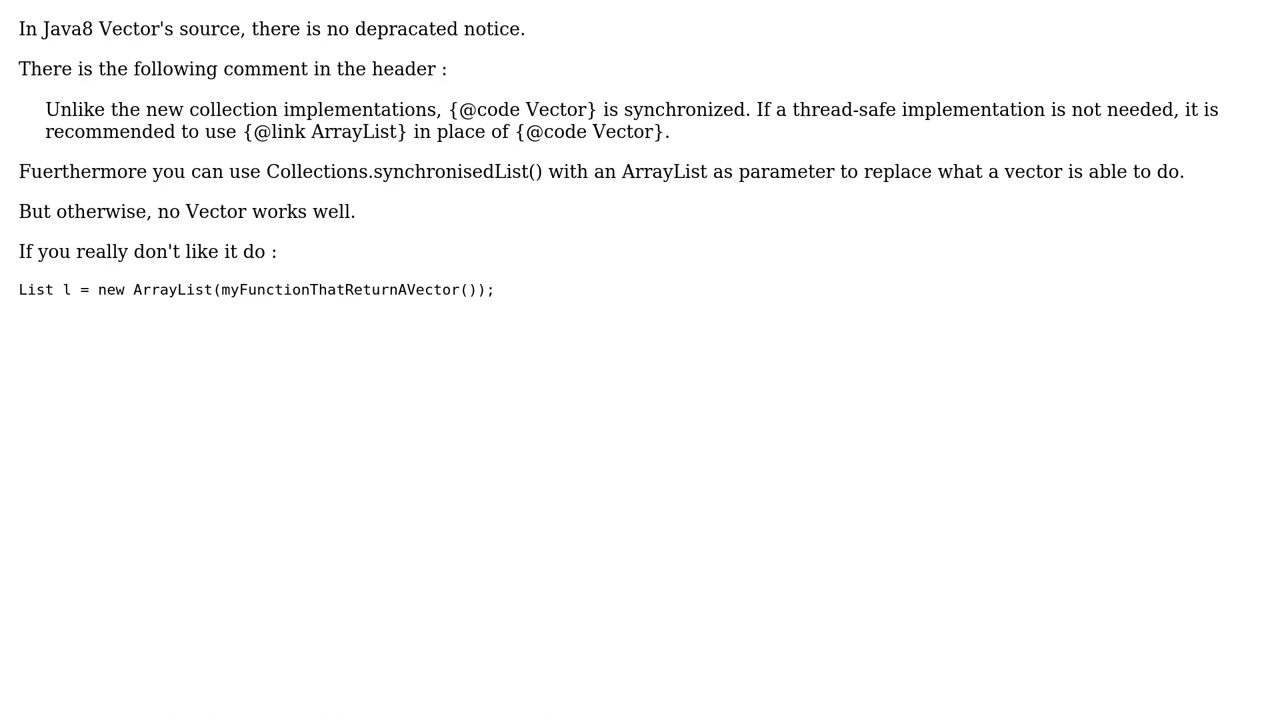 In Java8 Vector's source, there is no depracated notice.
There is the following comment in the header :
Unlike the new collection implementations, {@code Vector} is synchronized. If a thread-safe implementation is not needed, it is
recommended to use {@link ArrayList} in place of {@code Vector}.
Fuerthermore you can use Collections.synchronisedList() with an ArrayList as parameter to replace what a vector is able to do.
But otherwise, no Vector works well.
If you really don't like it do :
List l = new ArrayList(myFunctionThatReturnAVector());